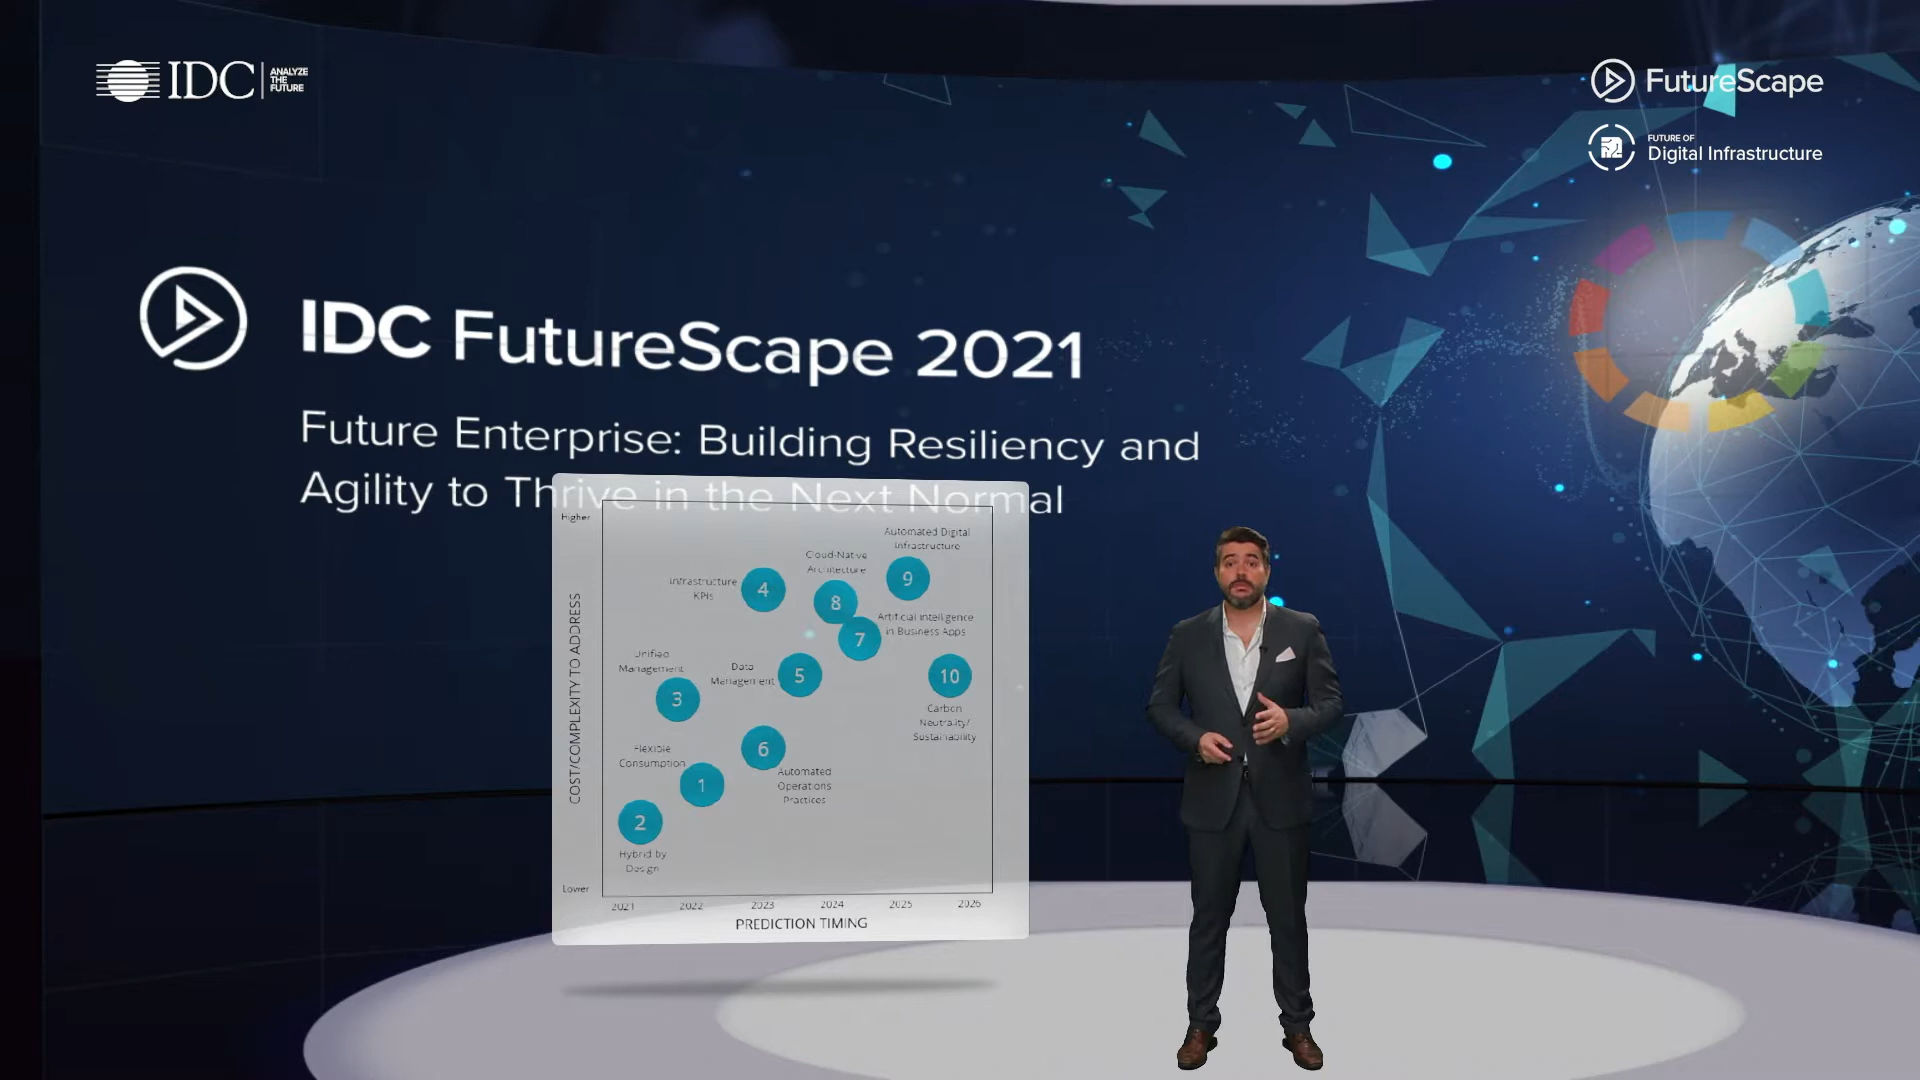 IDC ANALYZE
THE
FUTURE
FutureScape
FUTURE OF
Digital Infrastructure
IDC FutureScape 2021
Future Enterprise: Building Resiliency and
Agility to Thrive in the Next Normal
Higher
COST/COMPLEXITY TO ADDRESS
Lower
Automated Digital
Infrastructure
9
Cloud-Native
Architecture
8
Infrastructure
KPIs
4
Artificial intelligence
in Business Apps
7
Unified
Management
3
Data
Management
5
10
Carbon
Neutrality/
Sustainability
Flexible
Consumption
1
6
Automated
Operations
Practices
2
Hybrid by
Design
2021 2022 2023 2024 2025 2026
PREDICTION TIMING